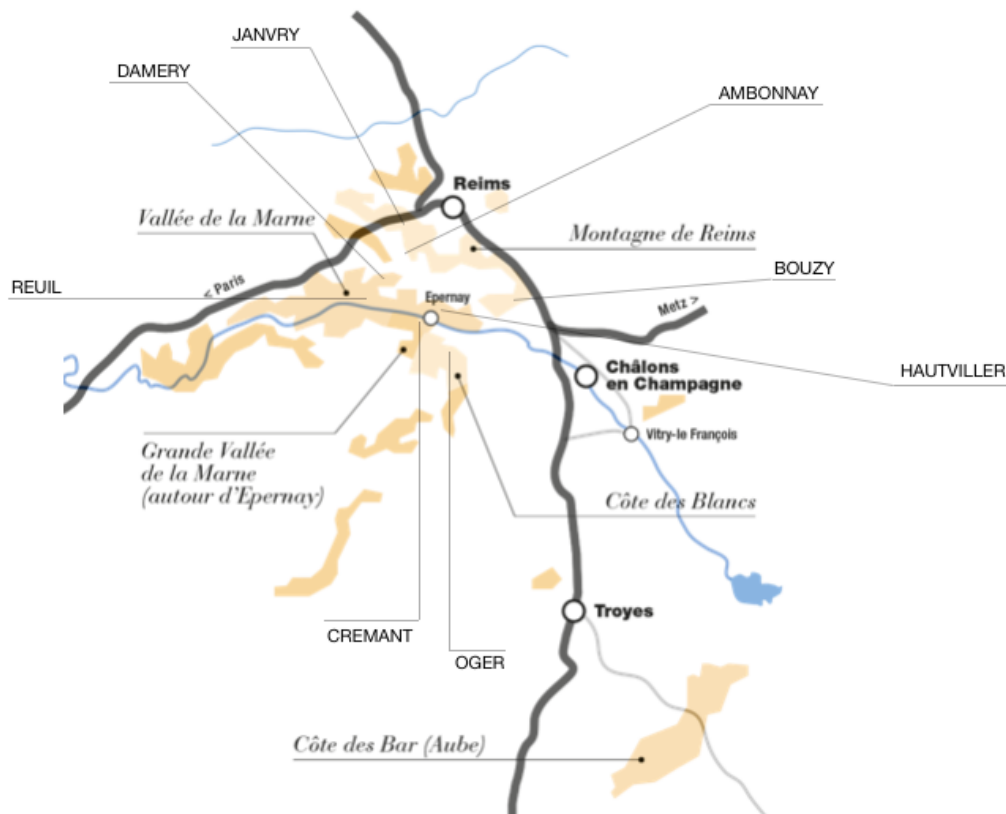 JANVRY
DAMERY
AMBONNAY
Reims
Vallée de la Marne
Montagne de Reims
BOUZY
REUIL
< Paris
Epernay
Metz >
HAUTVILLER
Châlons
en Champagne
Vitry-le François
Grande Vallée
de la Marne
(autour d'Epernay)
Côte des Blancs
CREMANT
OGER
Troyes
Côte des Bar (Aube)